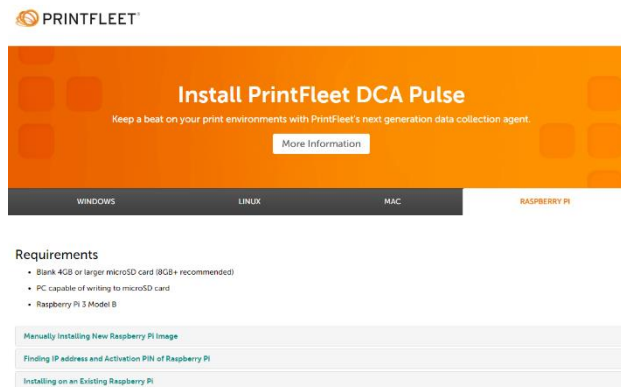 PRINTFLEET
Install PrintFleet DCA Pulse
Keep a beat on your print environments with PrintFleet's next generation data collection agent.
More Information
WINDOWS LINUX MAC RASPBERRY PI
Requirements
• Blank 4GB or larger microSD card (8GB+ recommended)
• PC capable of writing to microSD card
• Raspberry Pi 3 Model B
Manually Installing New Raspberry Pi Image
Finding IP address and Activation PIN of Raspberry Pi
Installing on an Existing Raspberry Pi